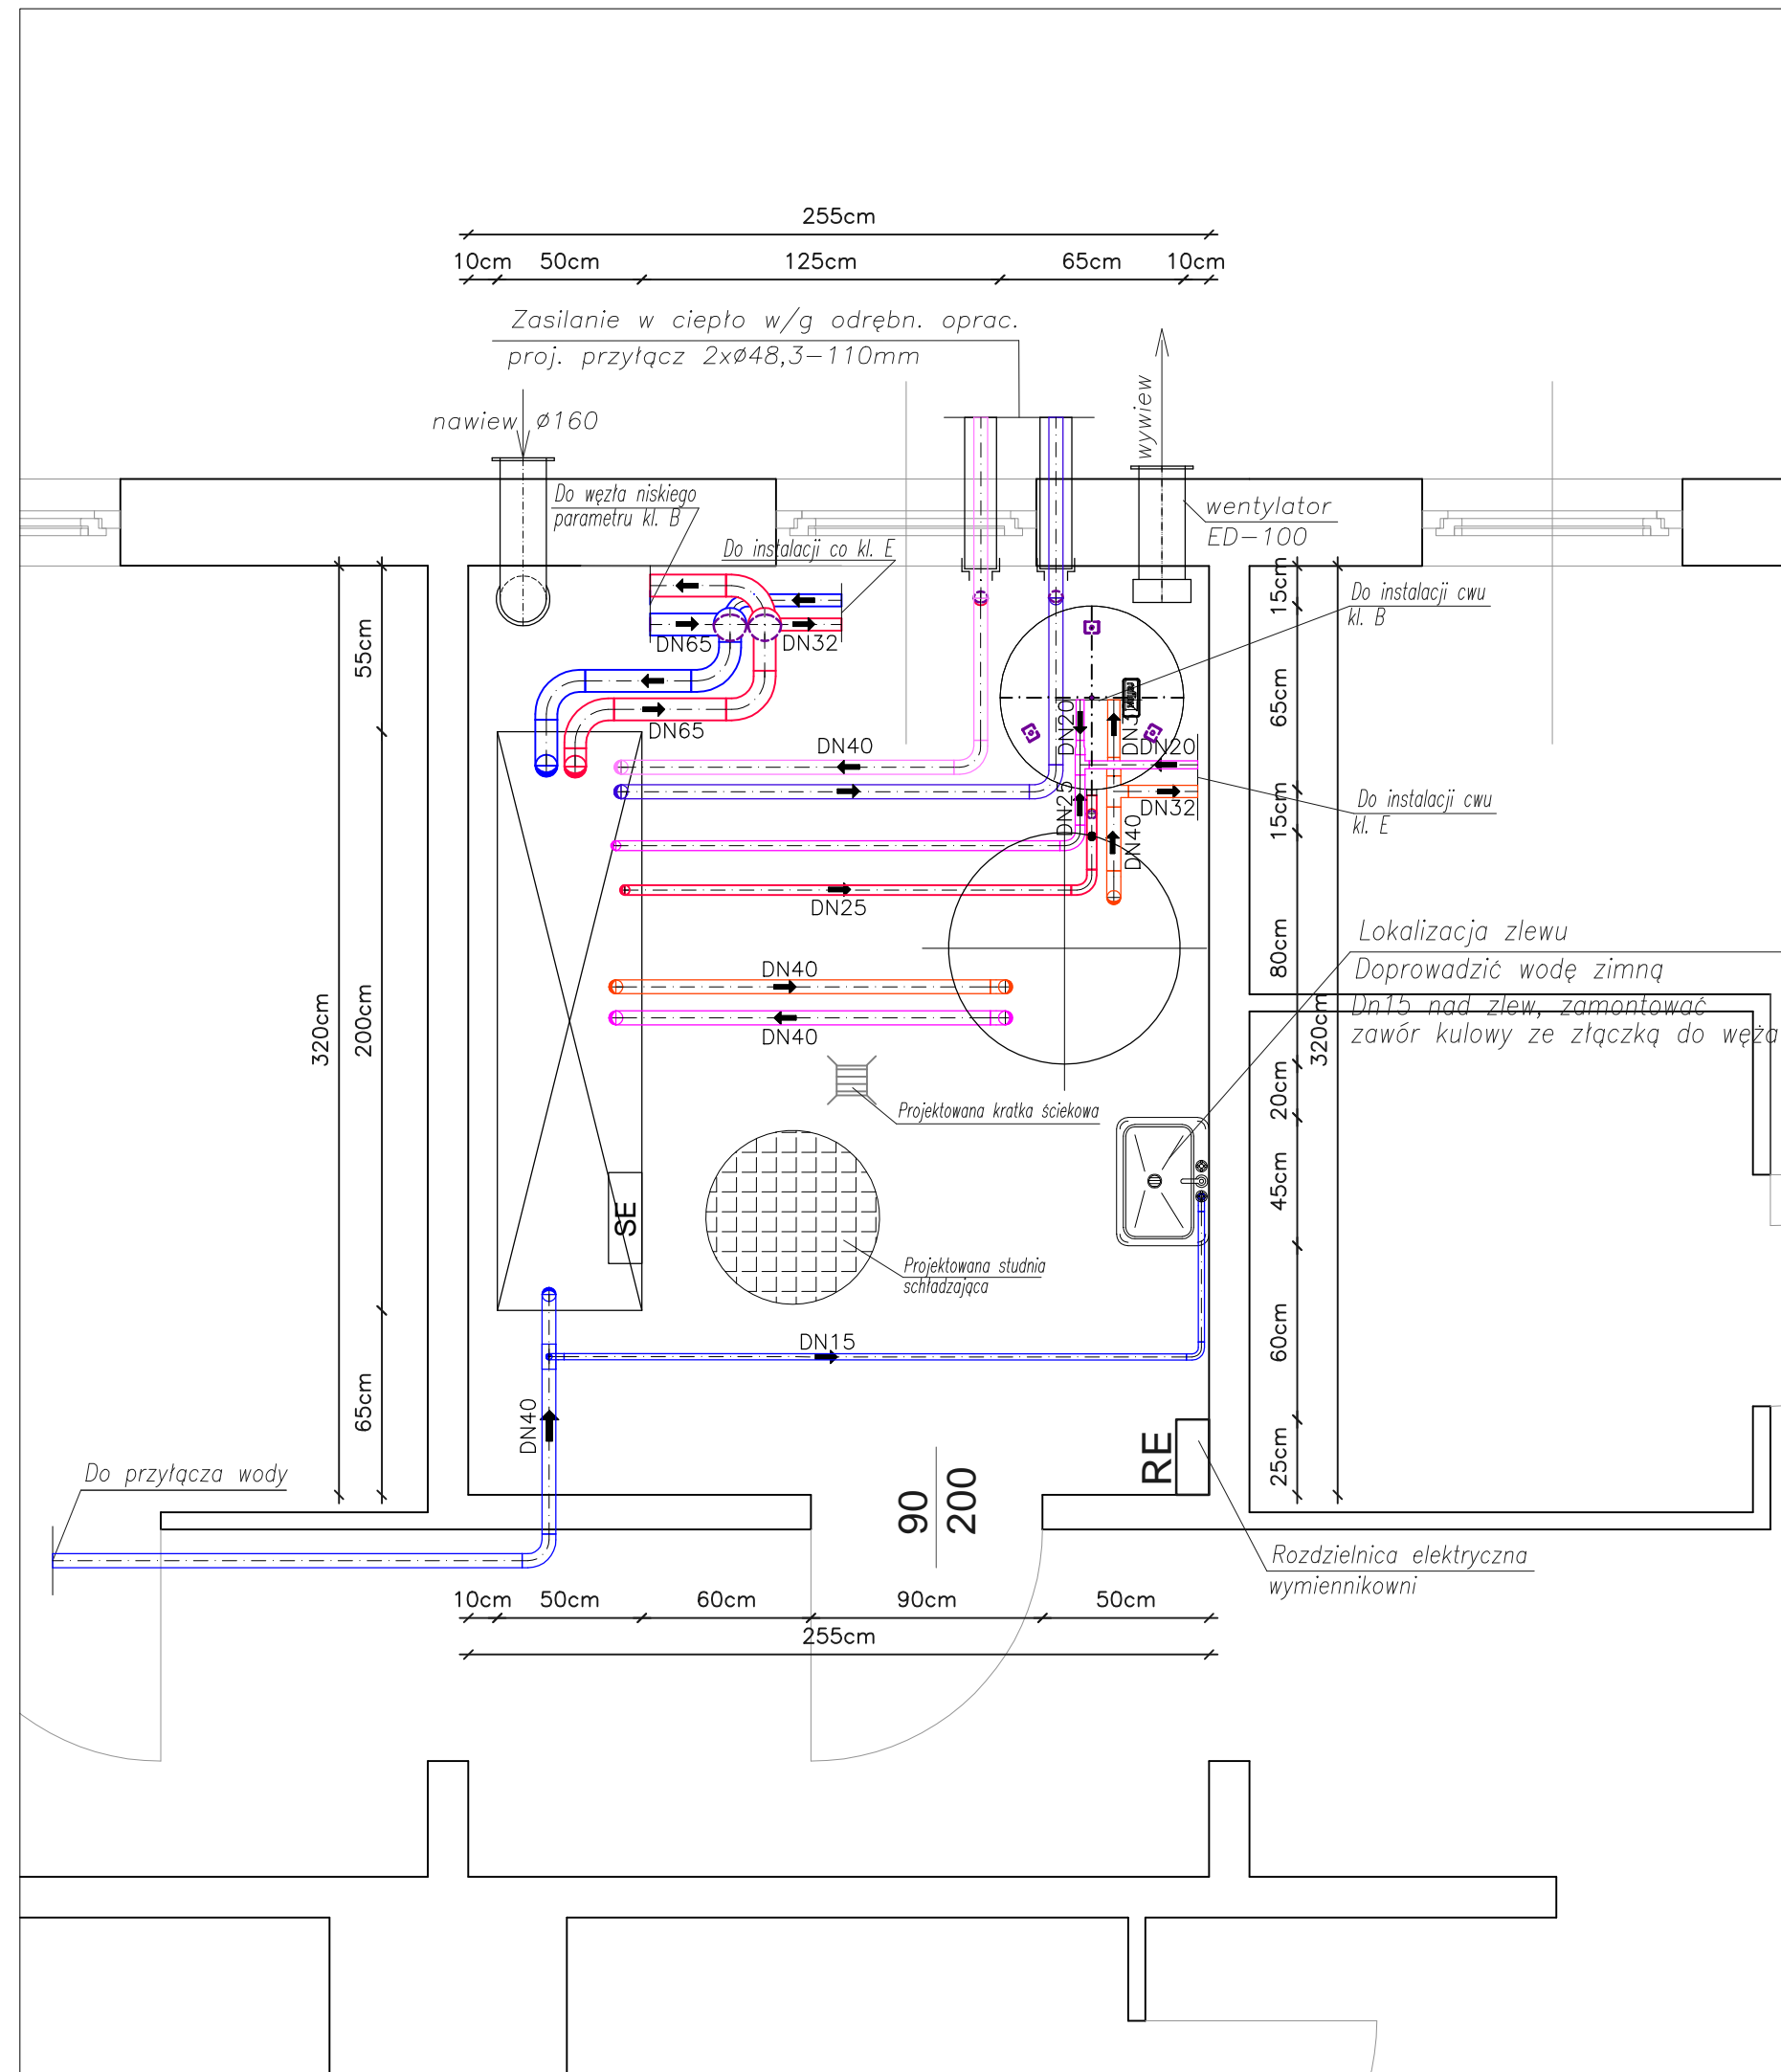 255cm
10cm 50cm 125cm 65cm 10cm
Zasilanie w ciepło w/g odrębn. oprac.
proj. przyłącz 2xø48,3-110mm
nawiew ø160
wywiew
Do węzła niskiego
parametru kl. B
wentylator
ED-100
Do instalacji co kl. E
Do instalacji cwu
kl. B
DN65
DN32
DN65
DN40
DN20
DN20
DN25
DN32
DN40
Do instalacji cwu
kl. E
DN25
DN40
DN40
15cm
65cm
15cm
80cm
20cm
45cm
60cm
25cm
320cm
55cm
200cm
65cm
320cm
Lokalizacja zlewu
Doprowadzić wodę zimną
Dn15 nad zlew, zamontować
zawór kulowy ze złączką do węża
Projektowana kratka ściekowa
SE
Projektowana studnia
schładzająca
DN15
DN40
Do przyłącza wody
RE
90
200
Rozdzielnica elektryczna
wymiennikowni
10cm 50cm 60cm 90cm 50cm
255cm